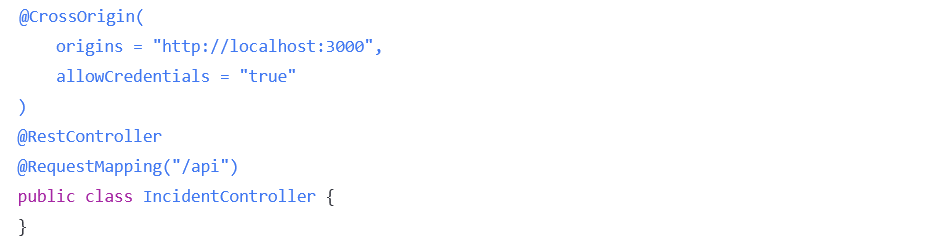 @CrossOrigin(
    origins = "http://localhost:3000",
    allowCredentials = "true"
)
@RestController
@RequestMapping("/api")
public class IncidentController {
}